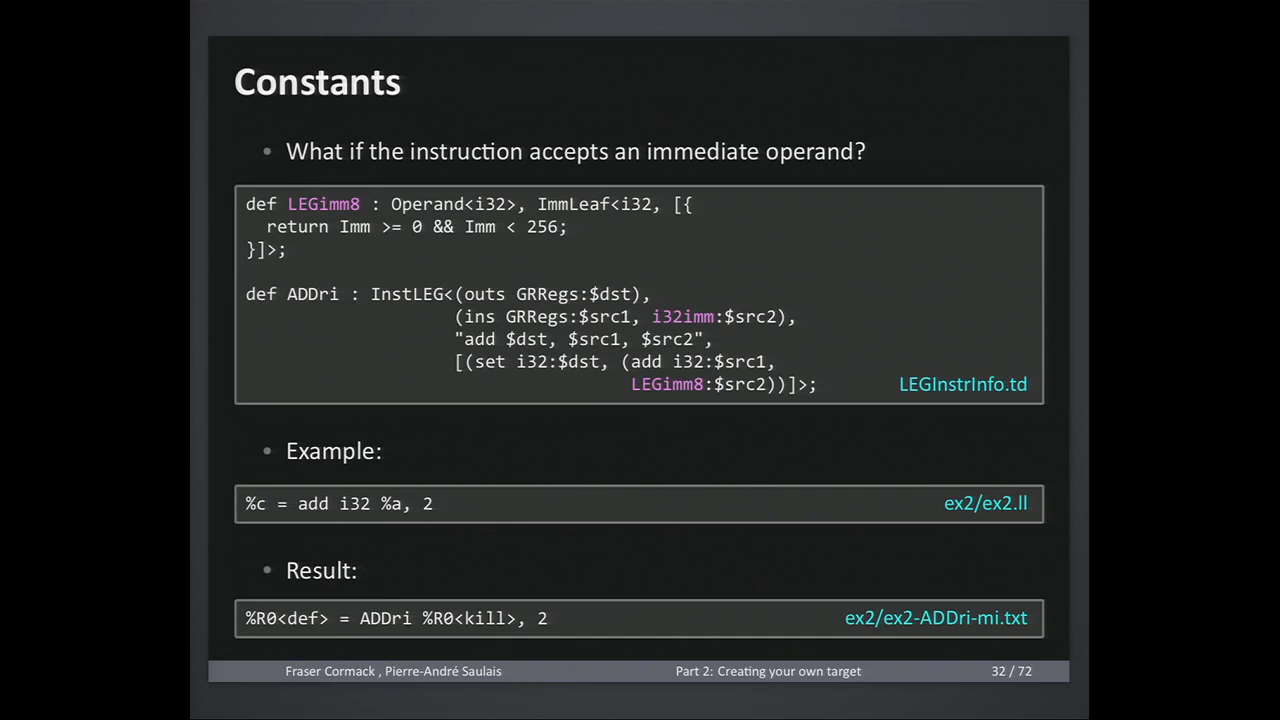 Constants
• What if the instruction accepts an immediate operand?
def LEGimm8 : Operand<i32>, ImmLeaf<i32, [{
  return Imm >= 0 && Imm < 256;
}]>;
def ADDri : InstLEG<(outs GRRegs:$dst),
                    (ins GRRegs:$src1, i32imm:$src2),
                    "add $dst, $src1, $src2",
                    [(set i32:$dst, (add i32:$src1,
                                     LEGimm8:$src2))]>;
LEGInstrInfo.td
• Example:
%c = add i32 %a, 2
ex2/ex2.ll
• Result:
%R0<def> = ADDri %R0<kill>, 2
ex2/ex2-ADDri-mi.txt
Fraser Cormack , Pierre-André Saulais
Part 2: Creating your own target
32 / 72